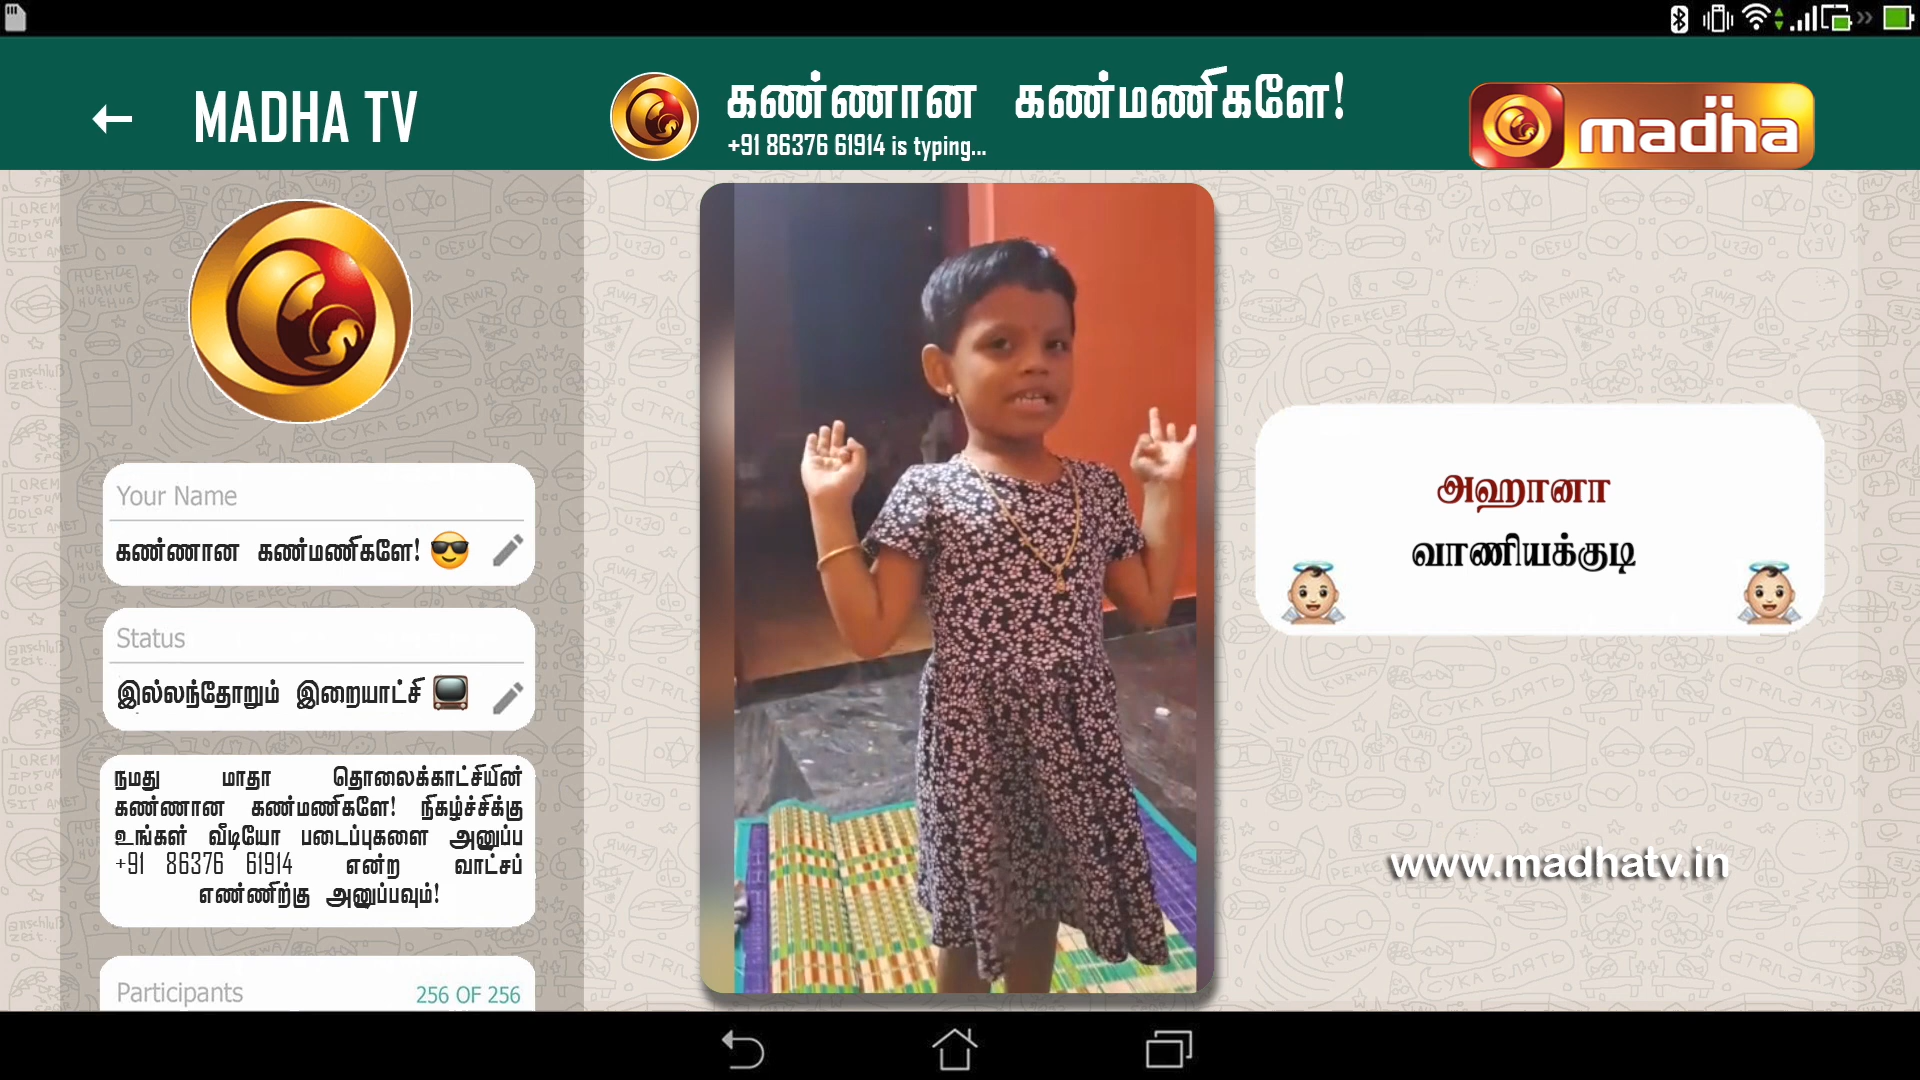 MADHA TV
கண்ணான கண்மணிகளே!
+91 86376 61914 is typing...
madha
Your Name
கண்ணான கண்மணிகளே!
Status
இல்லந்தோறும் இறையாட்சி
நமது மாதா தொலைக்காட்சியின்
கண்ணான கண்மணிகளே! நிகழ்ச்சிக்கு
உங்கள் வீடியோ படைப்புகளை அனுப்ப
+91 86376 61914 என்ற வாட்சப்
எண்ணிற்கு அனுப்பவும்!
Participants 256 OF 256
அஹானா
வாணியக்குடி
www.madhatv.in